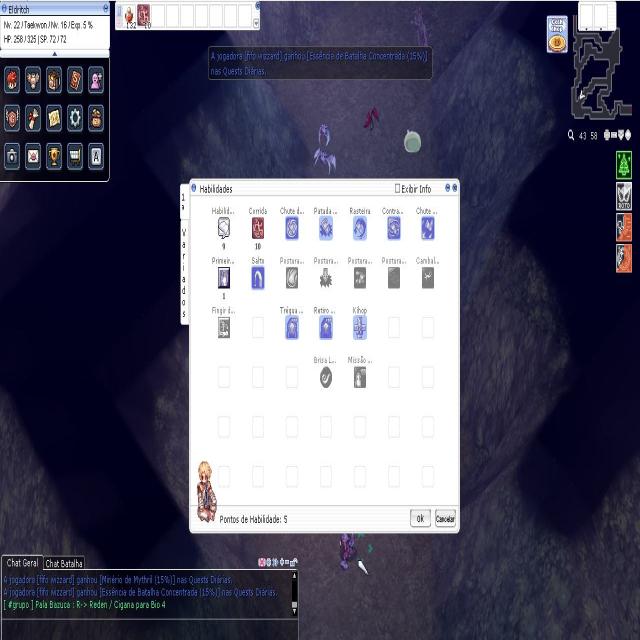 Eldritch
Nv. 22 / Taekwon / Nv. 16 / Exp. 5 %
HP. 258 / 325 | SP. 72 / 72
132 10
A jogadora [fifo wizzard] ganhou [Essência de Batalha Concentrada (15%)]
nas Quests Diárias.
43 58
Habilidades
Exibir Info
1ª
Variados
Habilid... Corrida Chute d... Patada ... Rasteira Contra... Chute ...
9 10
Primeir... Salto Postura... Postura... Postura... Postura... Cambal...
1
Fingir d... Trégua ... Retiro ... Kihop
Brisa L... Missão ...
Pontos de Habilidade: 5
Ok Cancelar
Chat Geral Chat Batalha
A jogadora [fifo wizzard] ganhou [Minério de Mythril (15%)] nas Quests Diárias.
A jogadora [fifo wizzard] ganhou [Essência de Batalha Concentrada (15%)] nas Quests Diárias.
[ #grupo ] Pala Bazuca : R-> Reden / Cigana para Bio 4